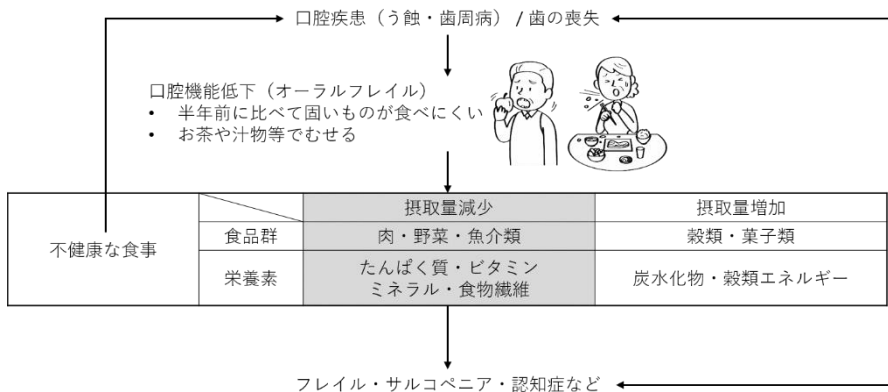 口腔疾患（う蝕・歯周病） / 歯の喪失
口腔機能低下（オーラルフレイル）
• 半年前に比べて固いものが食べにくい
• お茶や汁物等でむせる
不健康な食事
摂取量減少
摂取量増加
食品群
肉・野菜・魚介類
穀類・菓子類
栄養素
たんぱく質・ビタミン
ミネラル・食物繊維
炭水化物・穀類エネルギー
フレイル・サルコペニア・認知症など